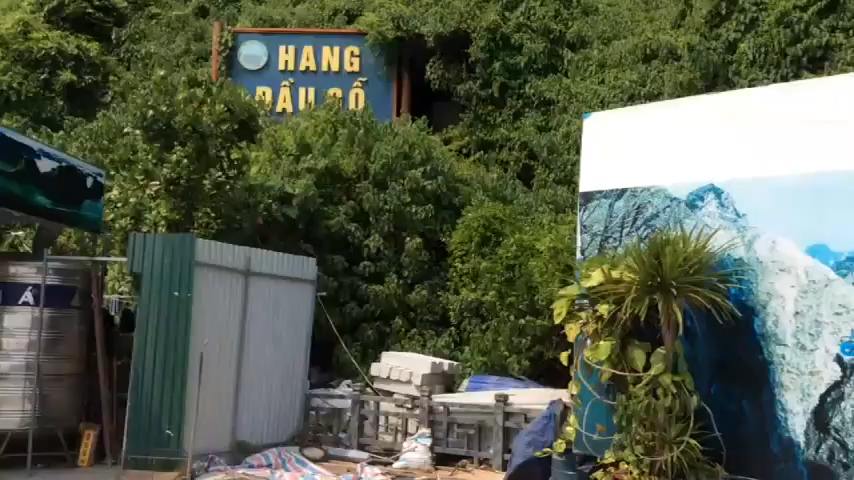 HANG
ĐẦU GỖ
Á